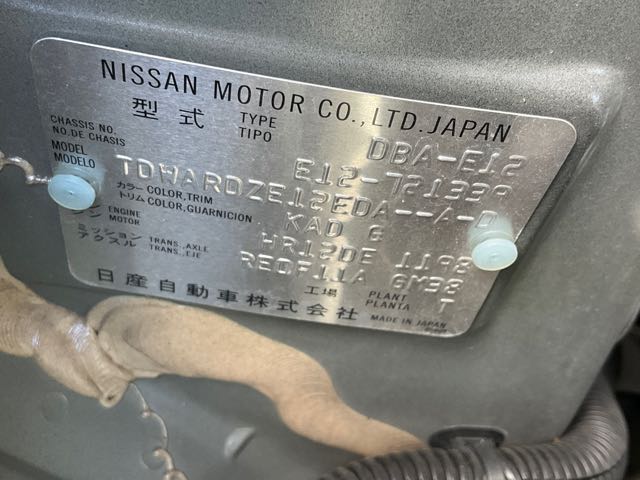 NISSAN MOTOR CO.,LTD.JAPAN
型式 TYPE TIPO DBA-E12
CHASSIS NO. NO.DE CHASIS E12-721339
MODEL MODELO TDWARDZE12EDA--A-D
カラー トリム COLOR,TRIM COLOR,GUARNICION KAD G
ENGINE MOTOR HR12DE 1198
ミッション アクスル TRANS.,AXLE TRANS.,EJE RE0F11A GM38
工場 PLANT PLANTA T
日産自動車株式会社 MADE IN JAPAN